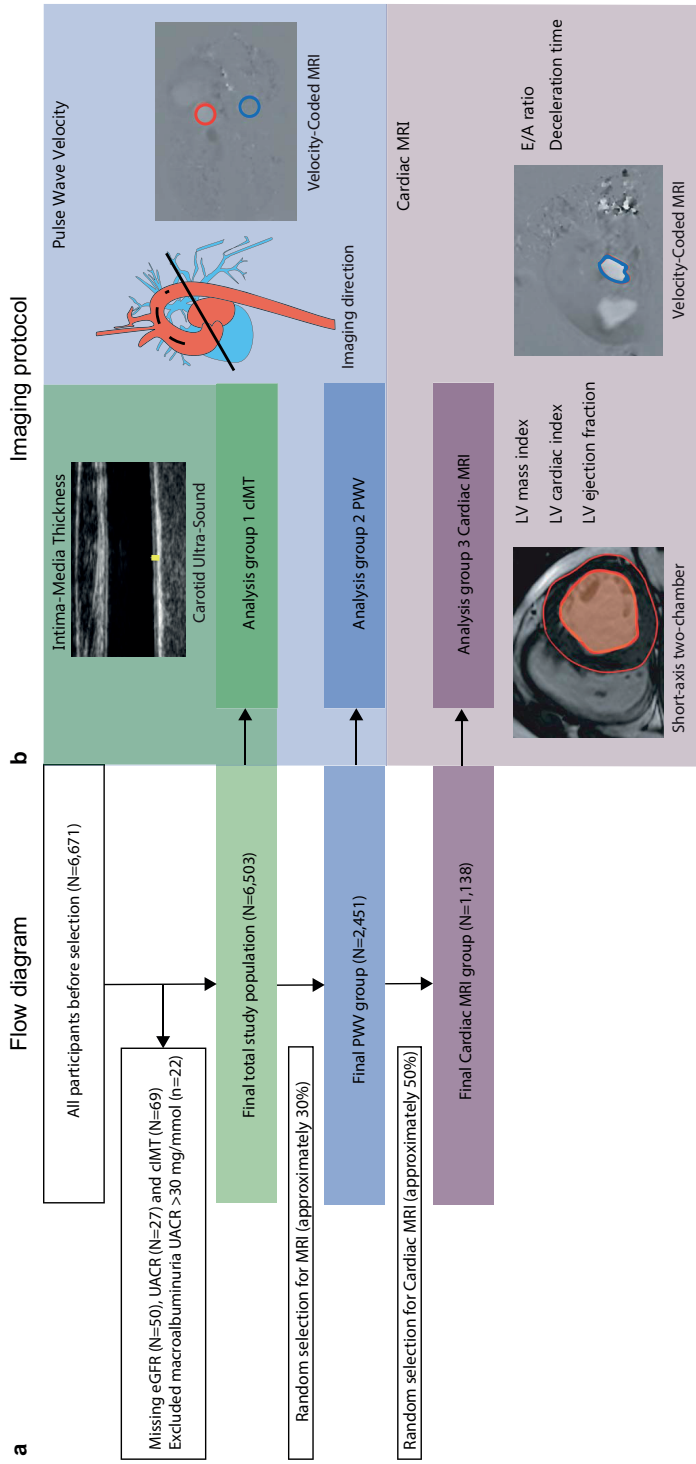 a
Flow diagram
All participants before selection (N=6,671)
Missing eGFR (N=50), UACR (N=27) and cIMT (N=69)
Excluded macroalbuminuria UACR >30 mg/mmol (n=22)
Final total study population (N=6,503)
Random selection for MRI (approximately 30%)
Final PWV group (N=2,451)
Random selection for Cardiac MRI (approximately 50%)
Final Cardiac MRI group (N=1,138)
b
Imaging protocol
Intima-Media Thickness
Carotid Ultra-Sound
Analysis group 1 cIMT
Pulse Wave Velocity
Velocity-Coded MRI
Imaging direction
Analysis group 2 PWV
Cardiac MRI
Analysis group 3 Cardiac MRI
Short-axis two-chamber
LV mass index
LV cardiac index
LV ejection fraction
Velocity-Coded MRI
E/A ratio
Deceleration time